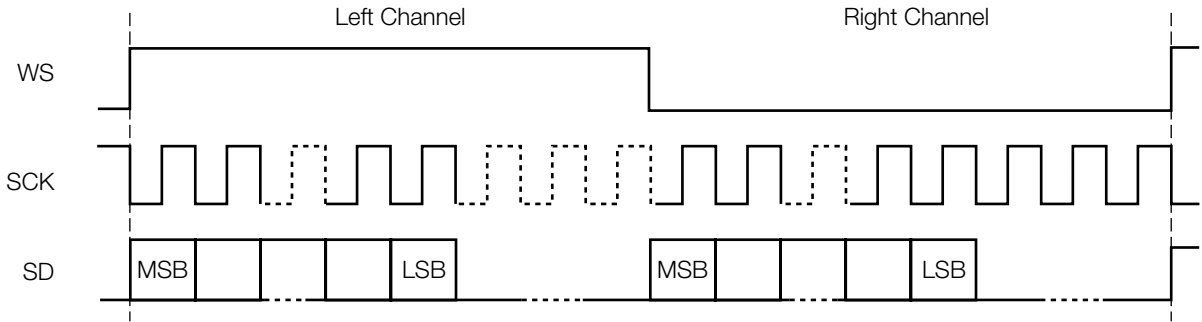 Left Channel Right Channel
WS
SCK
SD MSB LSB MSB LSB